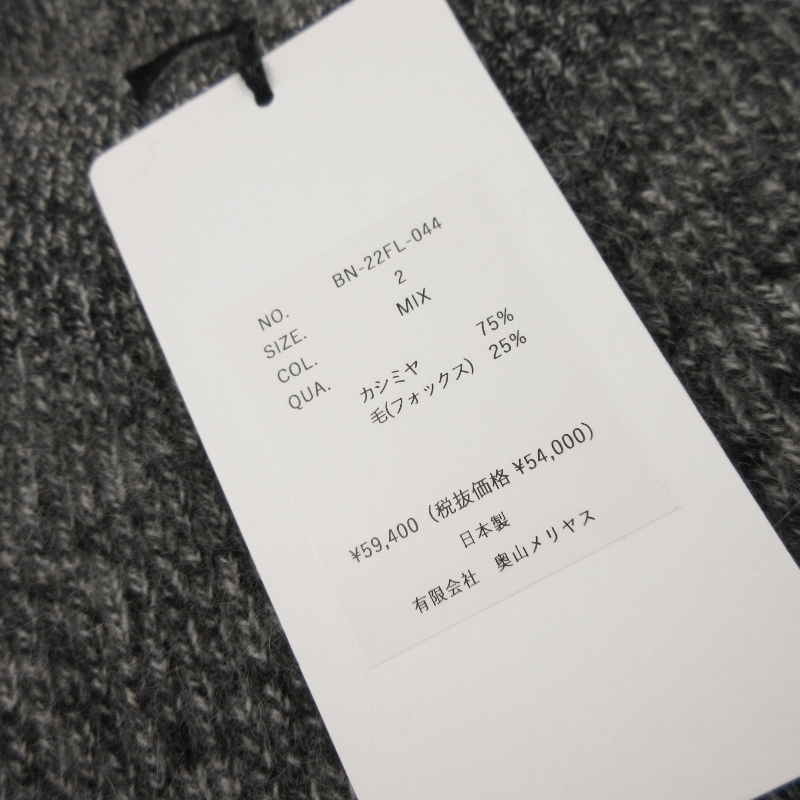 NO. BN-22FL-044
SIZE. 2
COL. MIX
QUA. カシミヤ 75%
毛(フォックス) 25%
¥59,400 (税抜価格 ¥54,000)
日本製
有限会社 奥山メリヤス